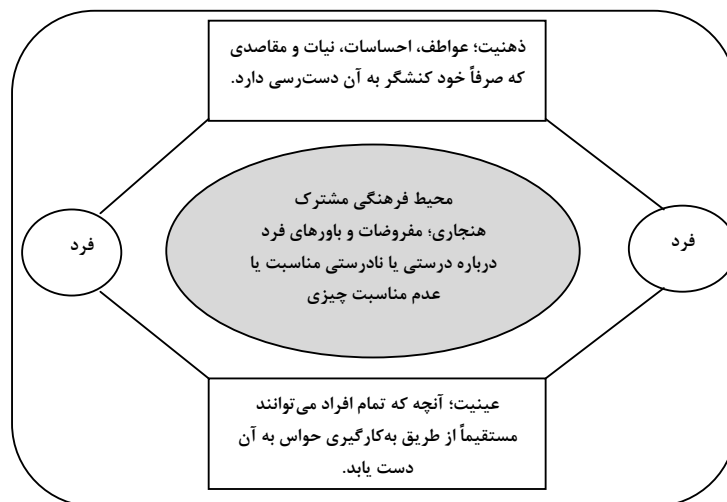 ذهنیت؛ عواطف، احساسات، نیات و مقاصدی
که صرفاً خود کنشگر به آن دست‌رسی دارد.
محیط فرهنگی مشترک
هنجاری؛ مفروضات و باورهای فرد
درباره درستی یا نادرستی مناسبت یا
عدم مناسبت چیزی
فرد
فرد
عینیت؛ آنچه که تمام افراد می‌توانند
مستقیماً از طریق به‌کارگیری حواس به آن
دست یابد.